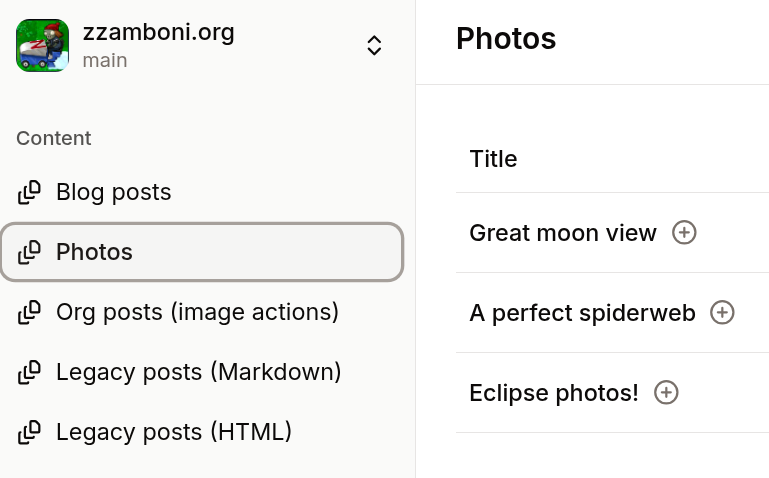 zzamboni.org
main
Content
Blog posts
Photos
Org posts (image actions)
Legacy posts (Markdown)
Legacy posts (HTML)
Photos
Title
Great moon view
A perfect spiderweb
Eclipse photos!